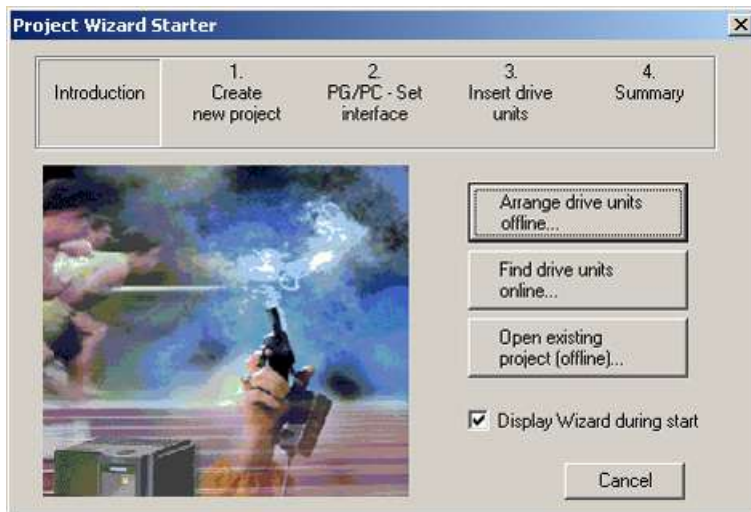 Project Wizard Starter
Introduction
1.
Create
new project
2.
PG/PC - Set
interface
3.
Insert drive
units
4.
Summary
Arrange drive units
offline...
Find drive units
online...
Open existing
project (offline)...
Display Wizard during start
Cancel